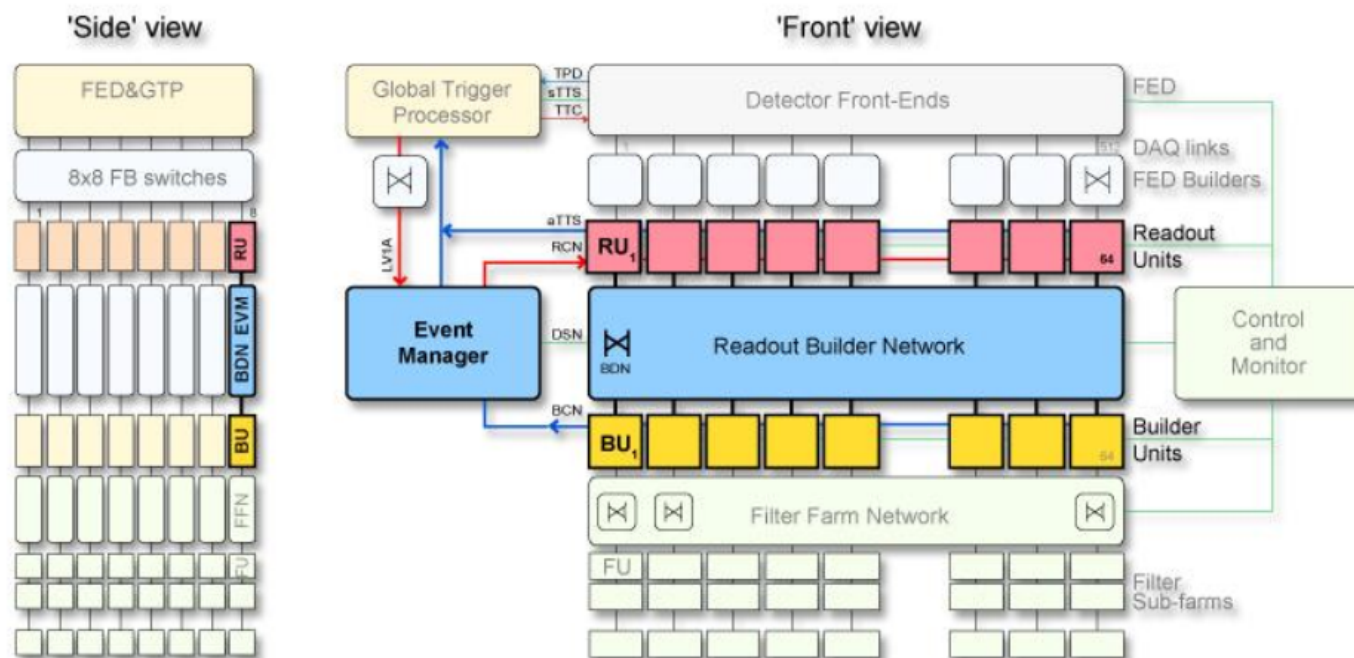 'Side' view
'Front' view
FED&GTP
8x8 FB switches
1
8
RU
BDN EVM
BU
FFN
FU
Global Trigger
Processor
TPD
sTTS
TTC
Detector Front-Ends
FED
1
512
DAQ links
FED Builders
LV1A
aTTS
RCN
RU1
64
Readout
Units
Event
Manager
DSN
BDN
Readout Builder Network
Control
and
Monitor
BCN
BU1
64
Builder
Units
Filter Farm Network
FU
Filter
Sub-farms